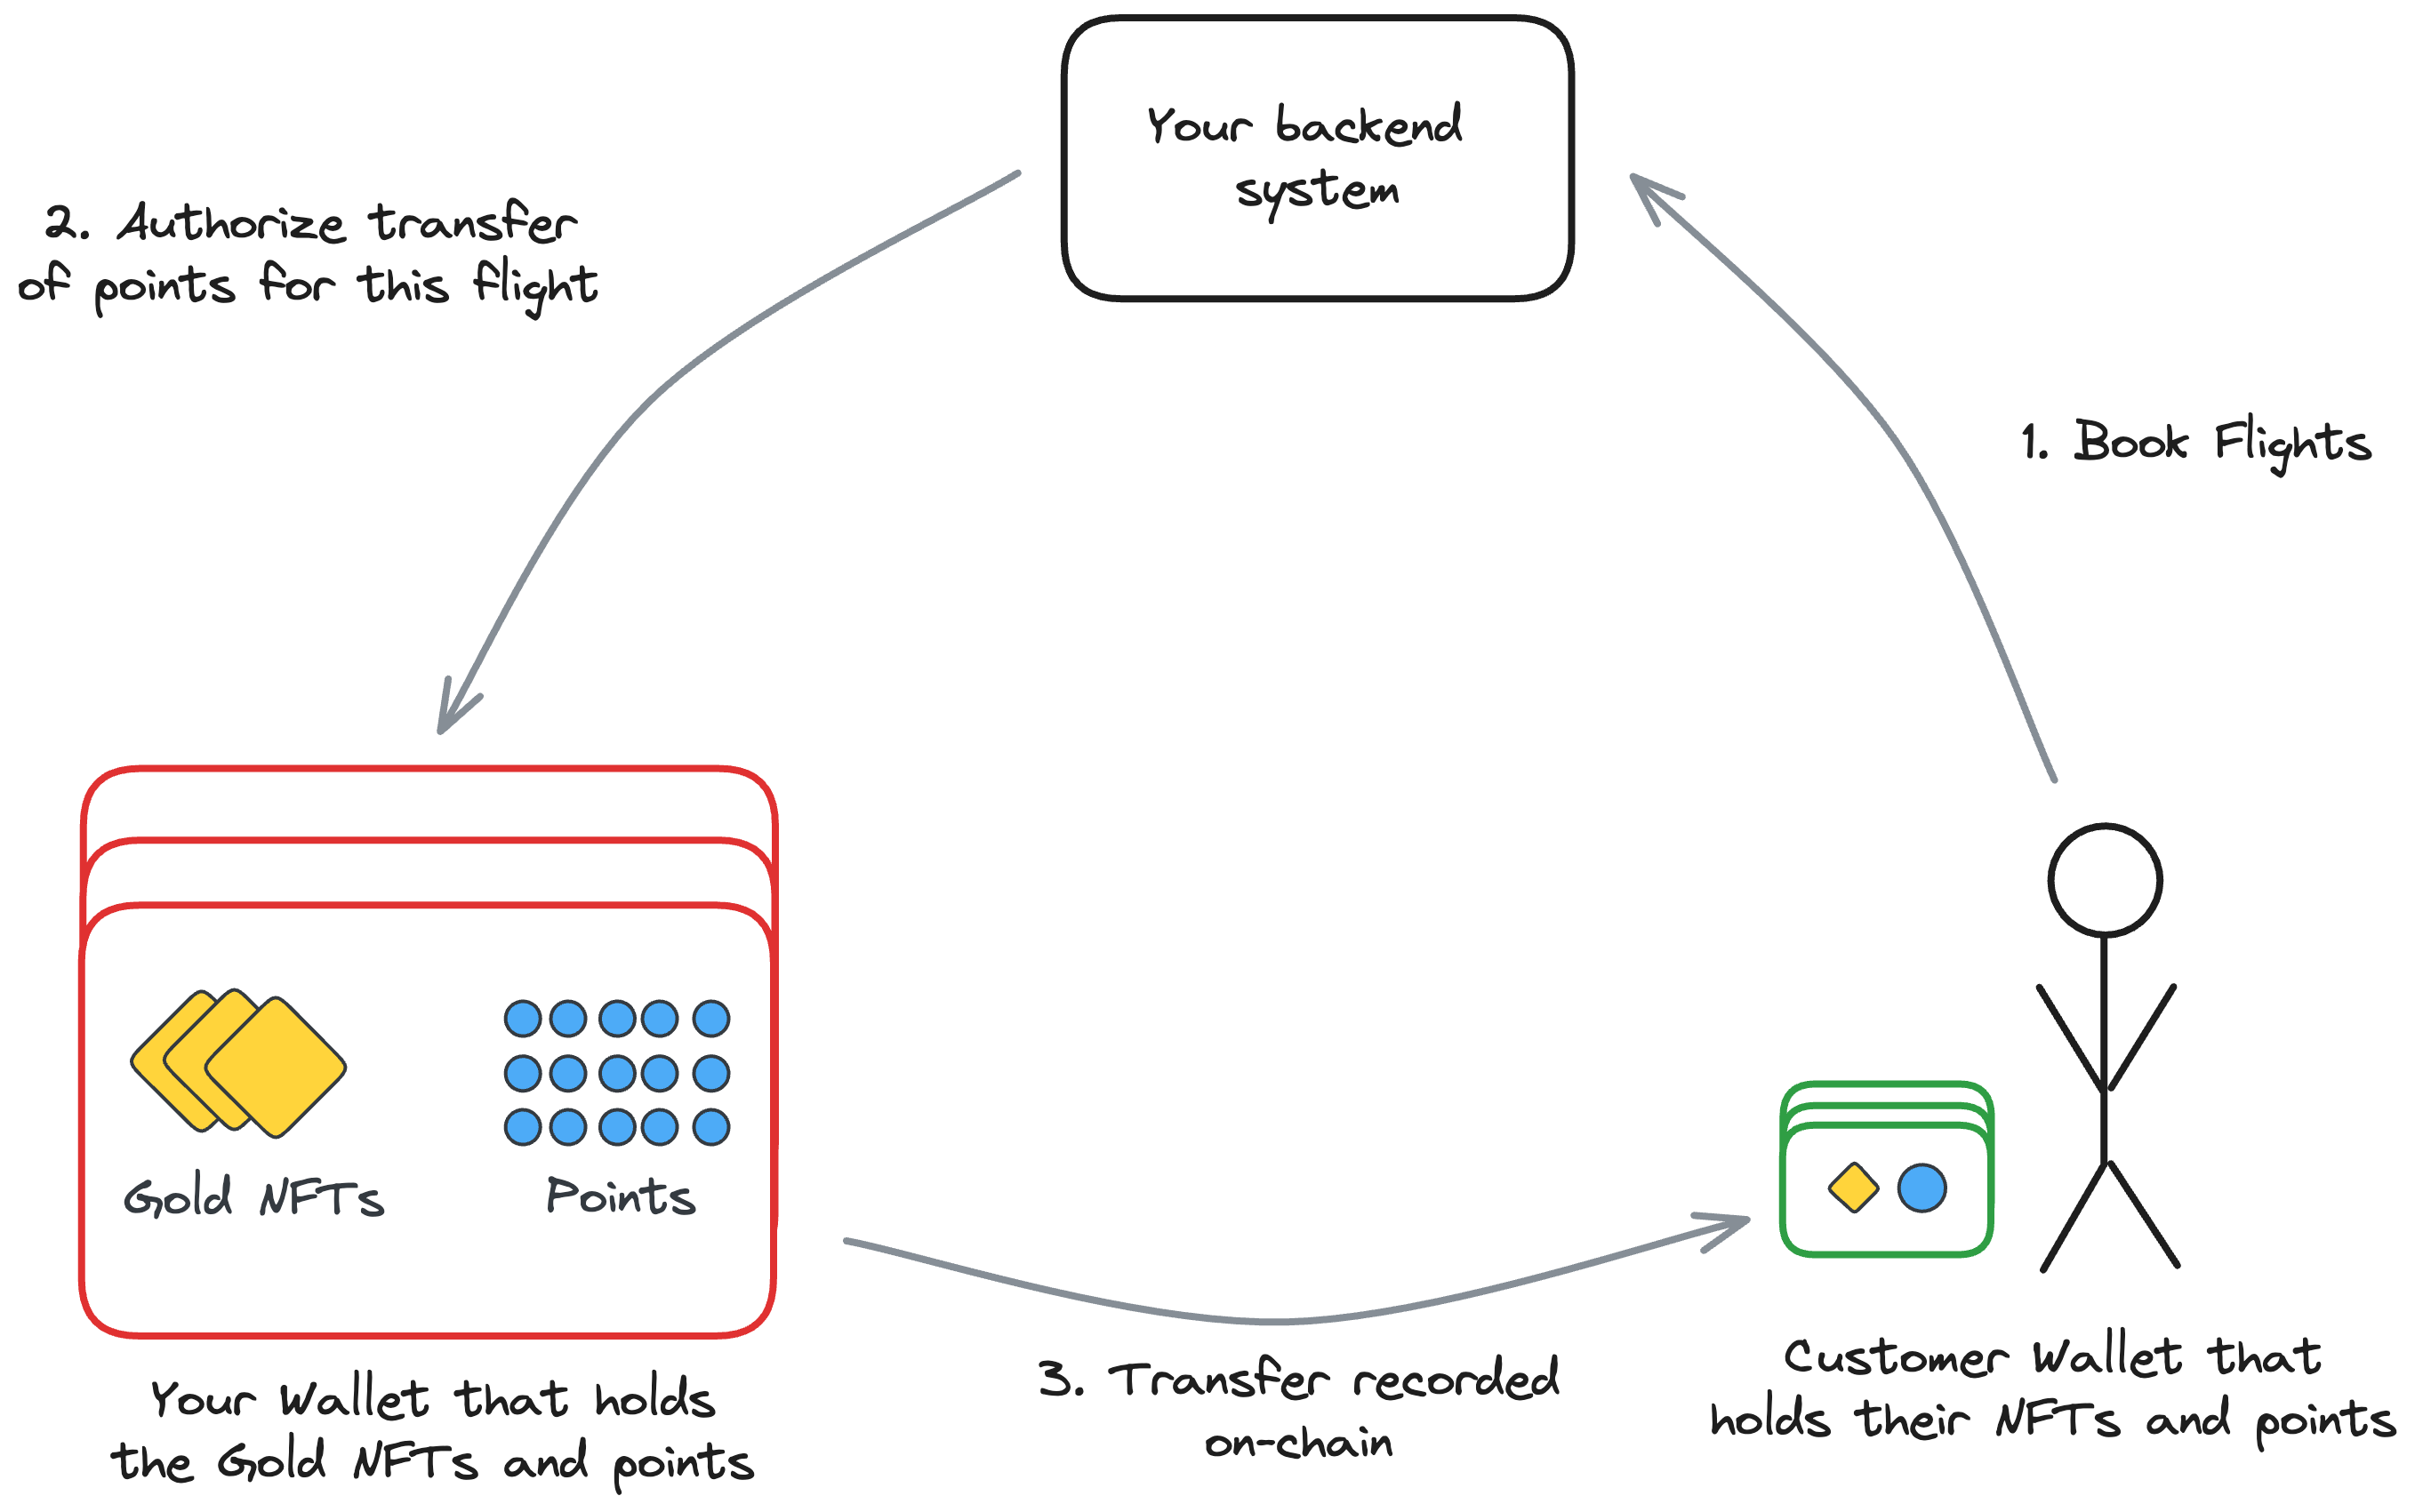 Your backend
system
2. Authorize transfer
of points for this flight
1. Book Flights
Gold NFTs
Points
Your Wallet that holds
the Gold NFTs and points
3. Transfer recorded
on-chain
Customer Wallet that
holds their NFTs and points